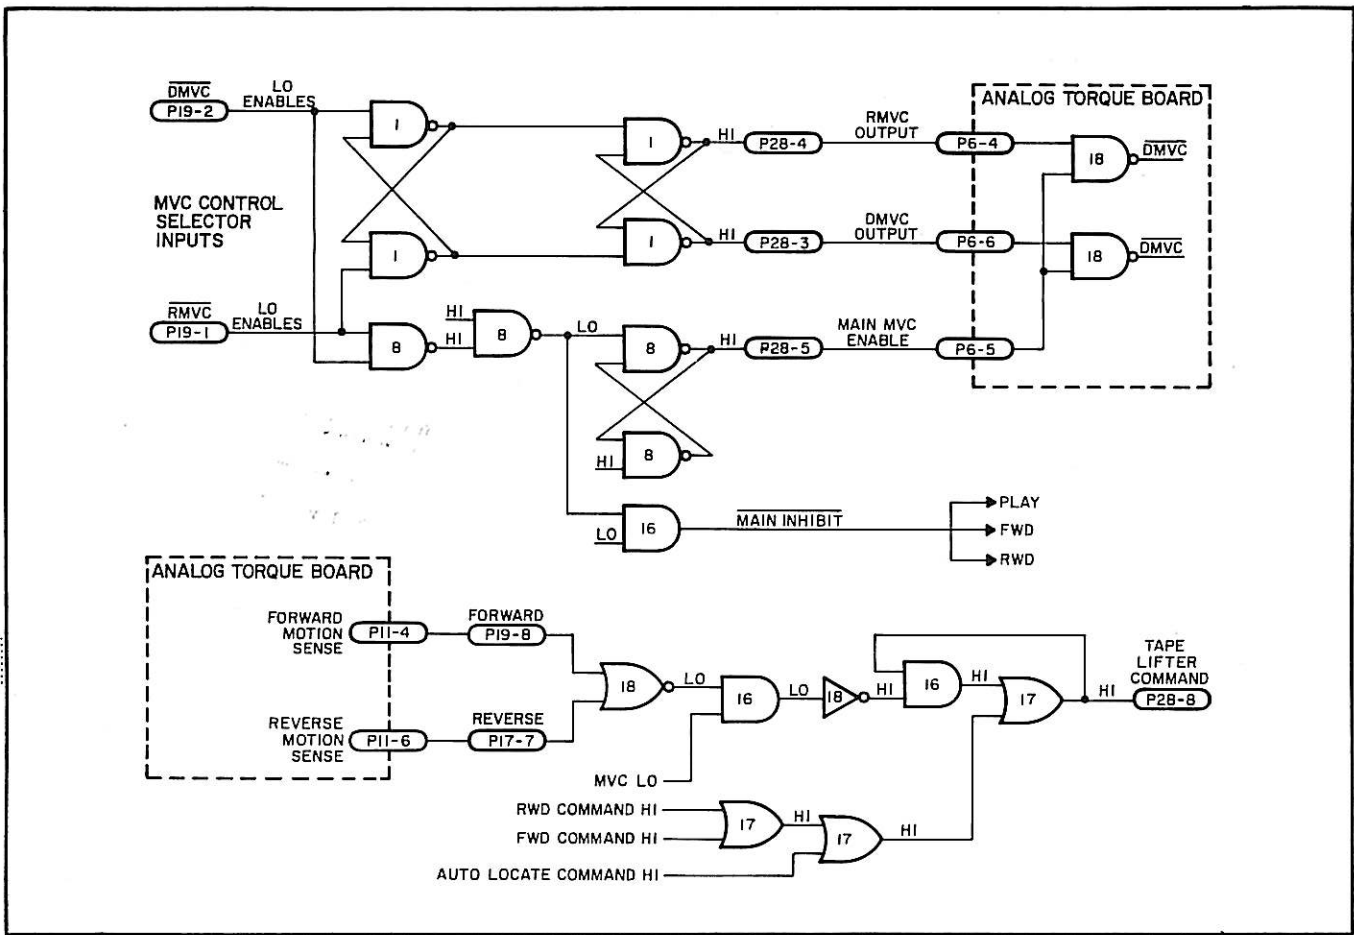 DMVC
P19-2
LO
ENABLES
1
1
HI
P28-4
RMVC
OUTPUT
ANALOG TORQUE BOARD
P6-4
18
DMVC
MVC CONTROL
SELECTOR
INPUTS
1
1
HI
P28-3
DMVC
OUTPUT
P6-6
18
DMVC
RMVC
P19-1
LO
ENABLES
8
HI
HI
8
LO
8
HI
P28-5
MAIN MVC
ENABLE
P6-5
HI
8
LO
16
MAIN INHIBIT
PLAY
FWD
RWD
ANALOG TORQUE BOARD
FORWARD
MOTION
SENSE
P11-4
FORWARD
P19-8
REVERSE
MOTION
SENSE
P11-6
REVERSE
P17-7
18
LO
16
LO
18
HI
16
HI
17
HI
TAPE
LIFTER
COMMAND
P28-8
MVC LO
RWD COMMAND HI
FWD COMMAND HI
17
HI
17
HI
AUTO LOCATE COMMAND HI